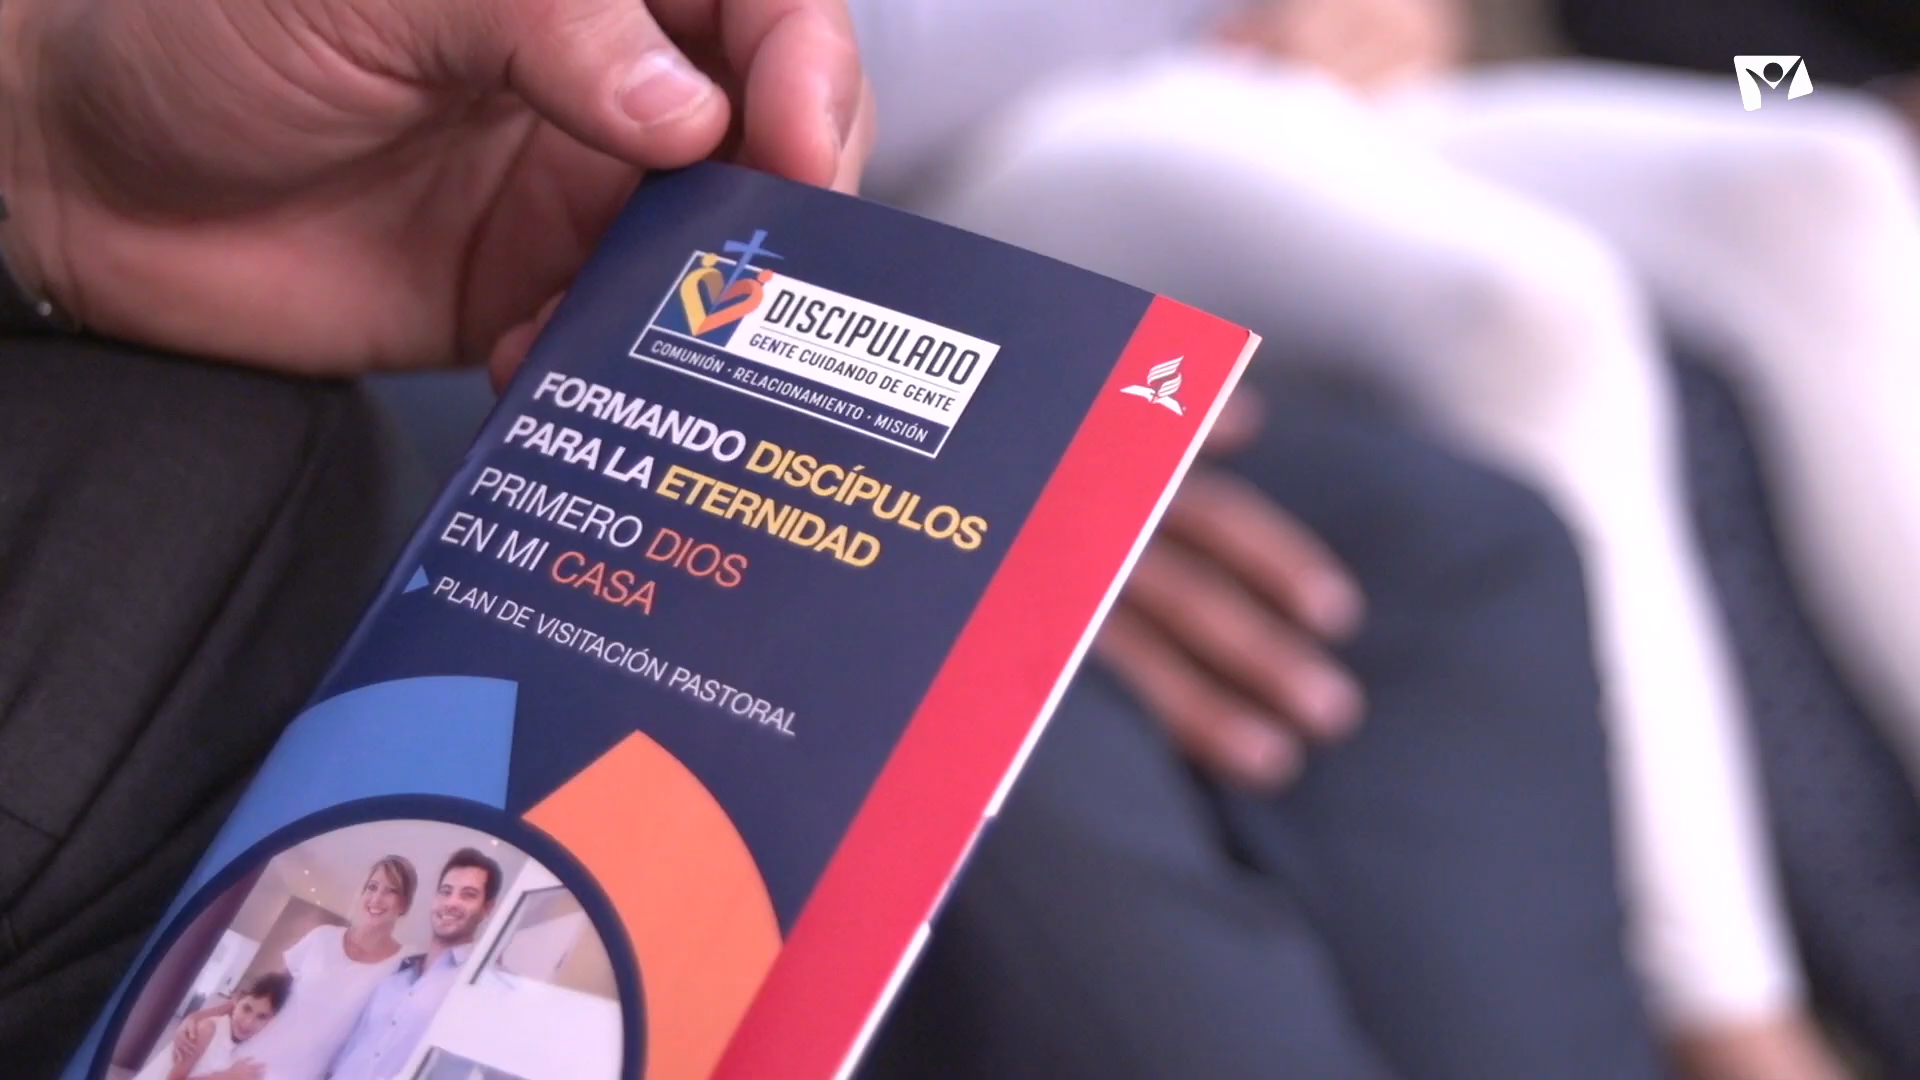 DISCIPULADO
GENTE CUIDANDO DE GENTE
COMUNIÓN · RELACIONAMIENTO · MISIÓN
FORMANDO DISCÍPULOS
PARA LA ETERNIDAD
PRIMERO DIOS
EN MI CASA
PLAN DE VISITACIÓN PASTORAL